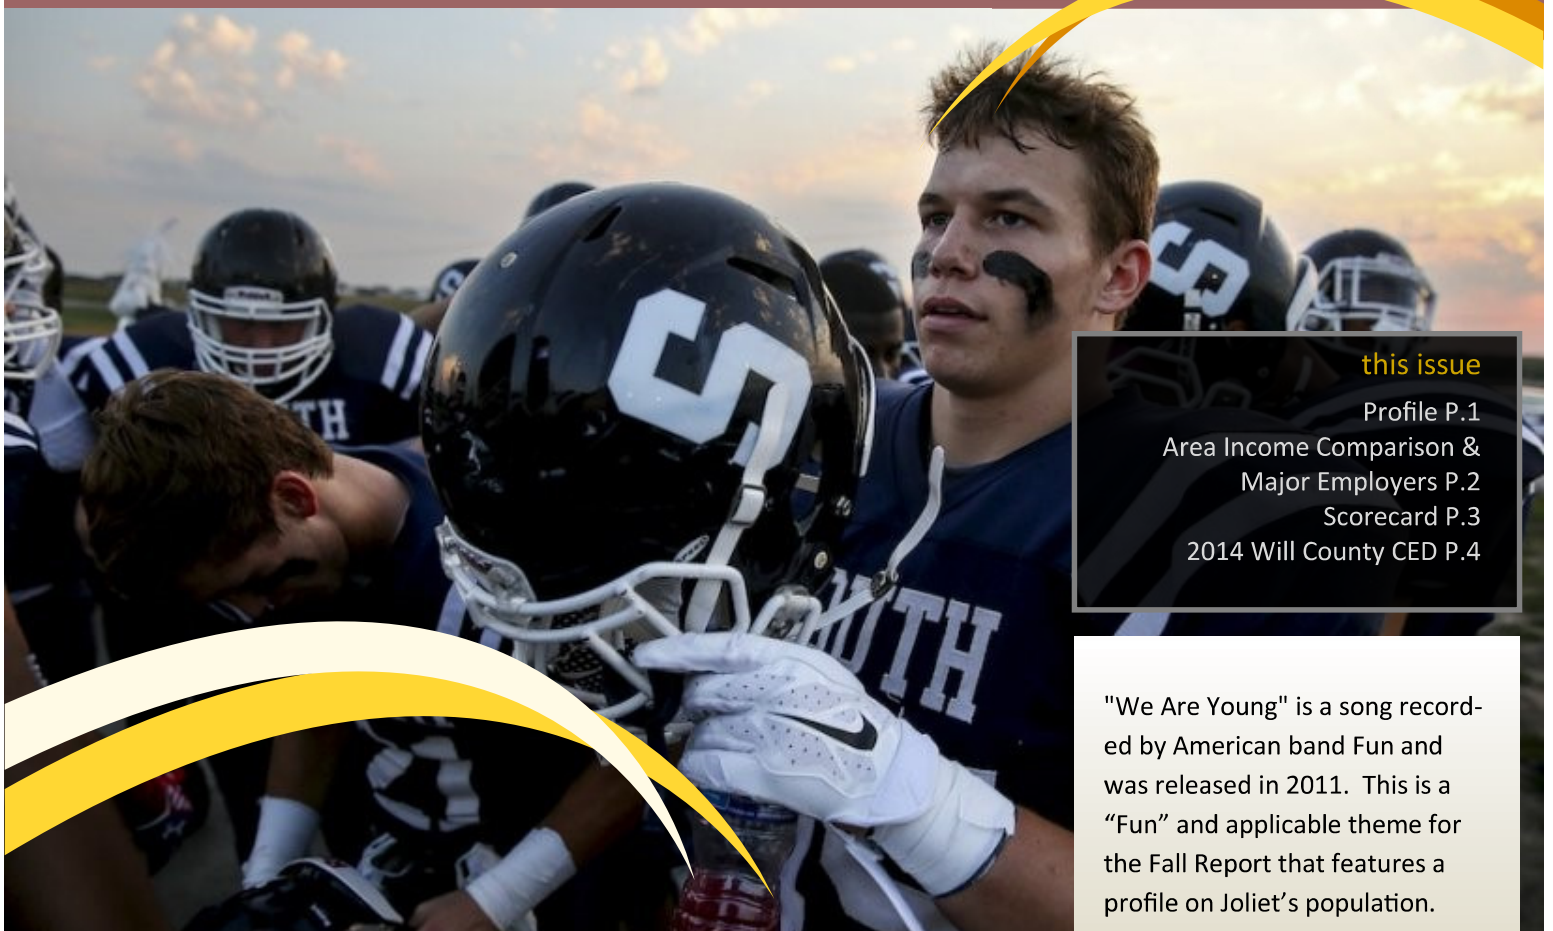 this issue
Profile P.1
Area Income Comparison &
Major Employers P.2
Scorecard P.3
2014 Will County CED P.4
"We Are Young" is a song record-
ed by American band Fun and
was released in 2011.  This is a
“Fun” and applicable theme for
the Fall Report that features a
profile on Joliet’s population.
S
S
UTH
TH